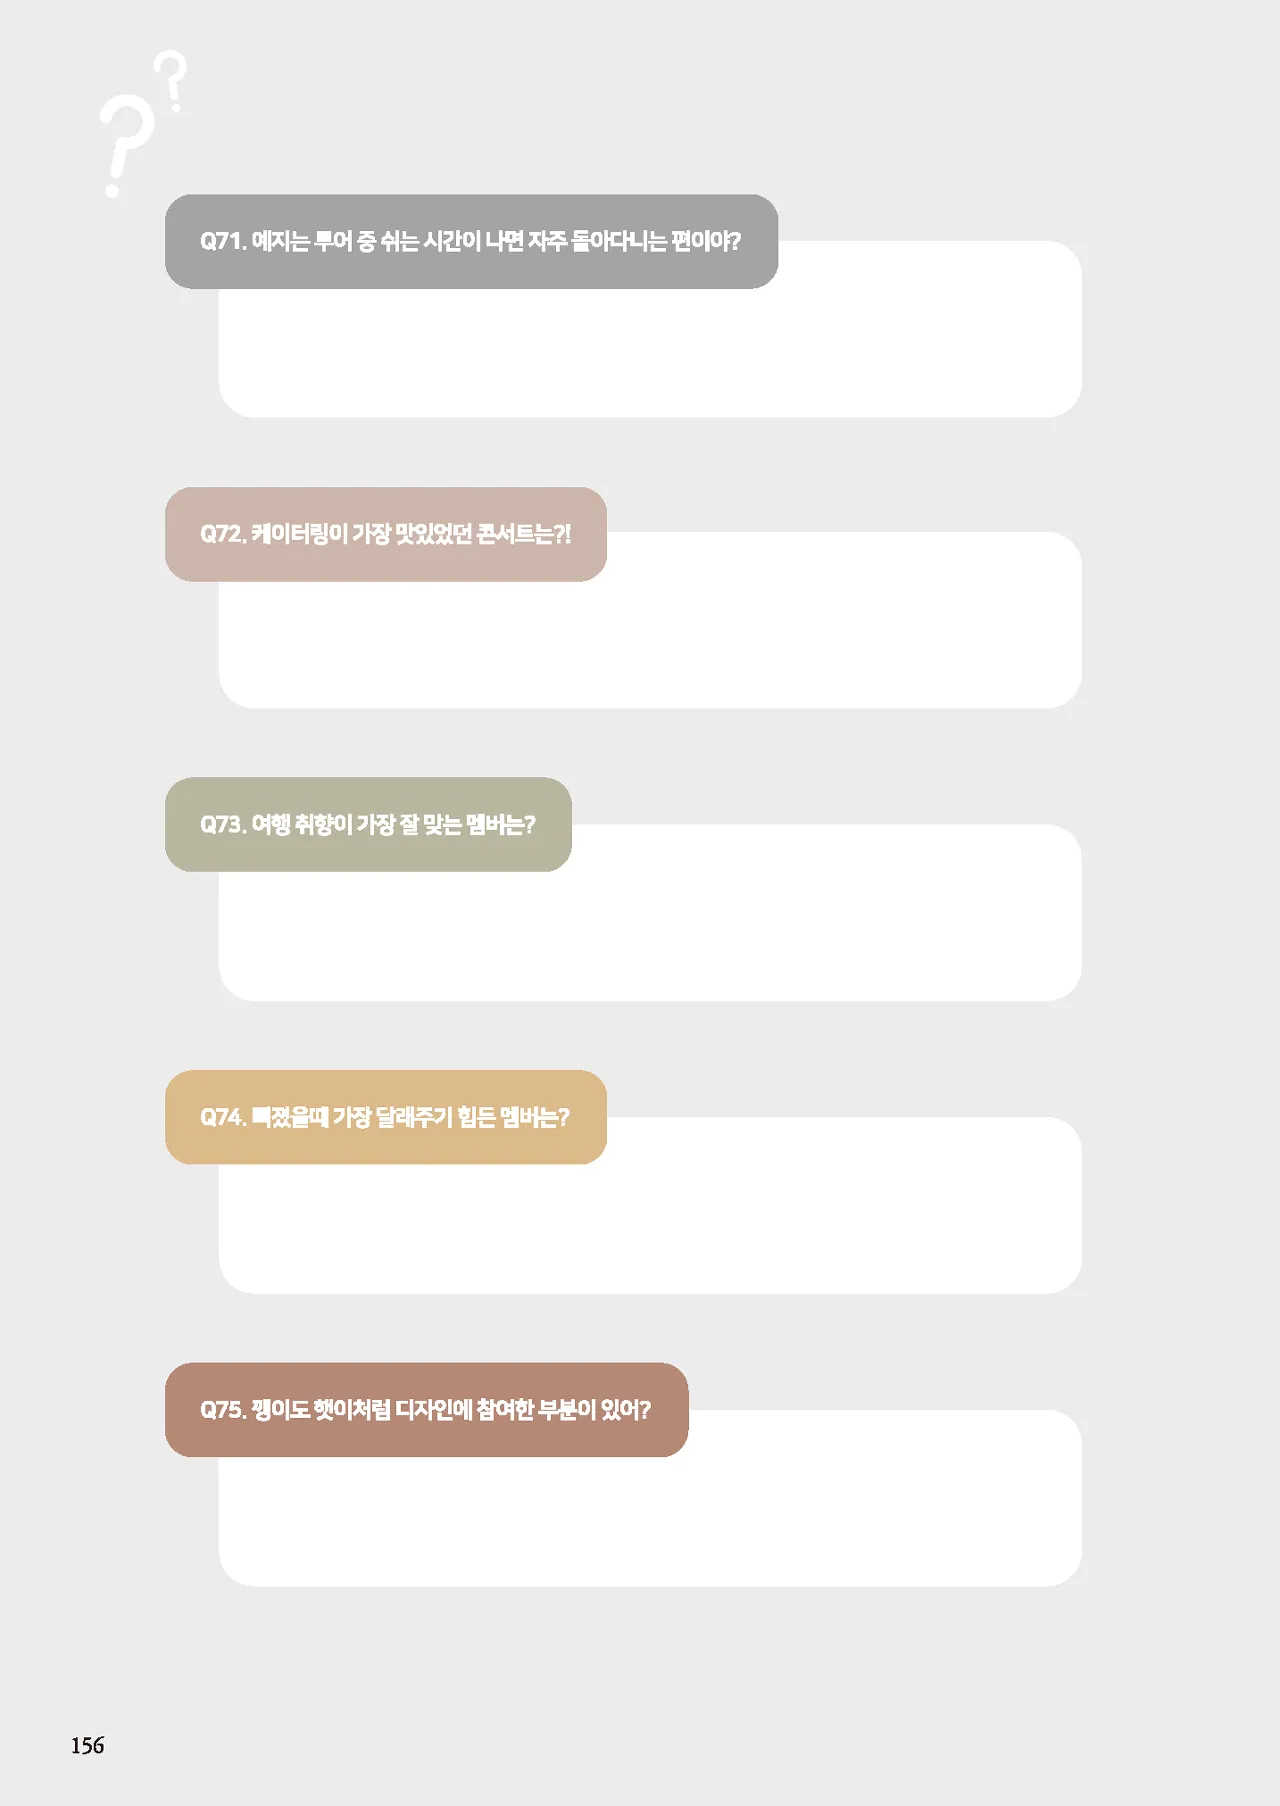 Q71. 예지는 투어 중 쉬는 시간이 나면 자주 돌아다니는 편이야?
Q72. 케이터링이 가장 맛있었던 콘서트는?!
Q73. 여행 취향이 가장 잘 맞는 멤버는?
Q74. 삐졌을때 가장 달래주기 힘든 멤버는?
Q75. 깽이도 햇이처럼 디자인에 참여한 부분이 있어?
156